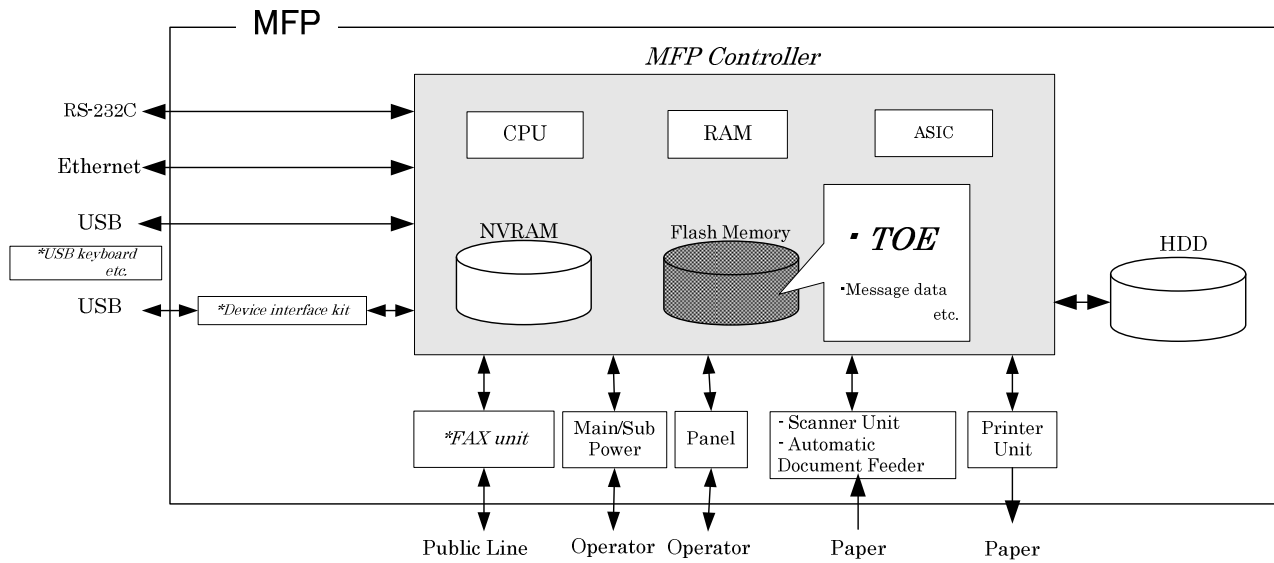 MFP
MFP Controller
RS-232C
CPU
RAM
ASIC
Ethernet
USB
*USB keyboard
etc.
NVRAM
Flash Memory
・TOE
・Message data
etc.
HDD
USB
*Device interface kit
*FAX unit
Main/Sub
Power
Panel
・Scanner Unit
・Automatic
Document Feeder
Printer
Unit
Public Line
Operator
Operator
Paper
Paper